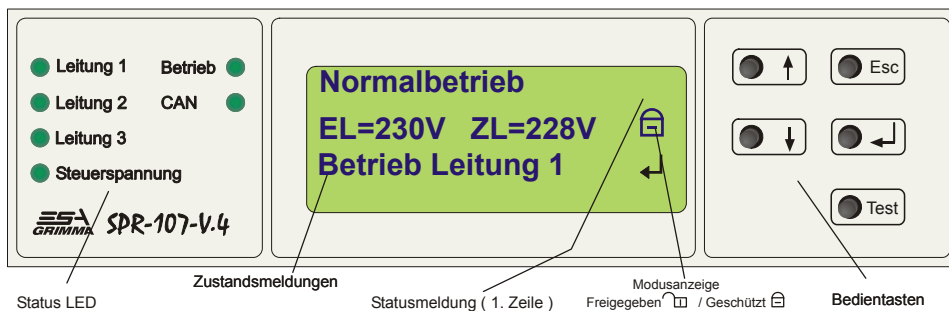 Leitung 1 Betrieb
Leitung 2 CAN
Leitung 3
Steuerspannung
ESA
GRIMMA SPR-107-V.4
Normalbetrieb
EL=230V ZL=228V
Betrieb Leitung 1
Esc
Test
Zustandsmeldungen
Status LED
Statusmeldung ( 1. Zeile )
Modusanzeige
Freigegeben / Geschützt
Bedientasten